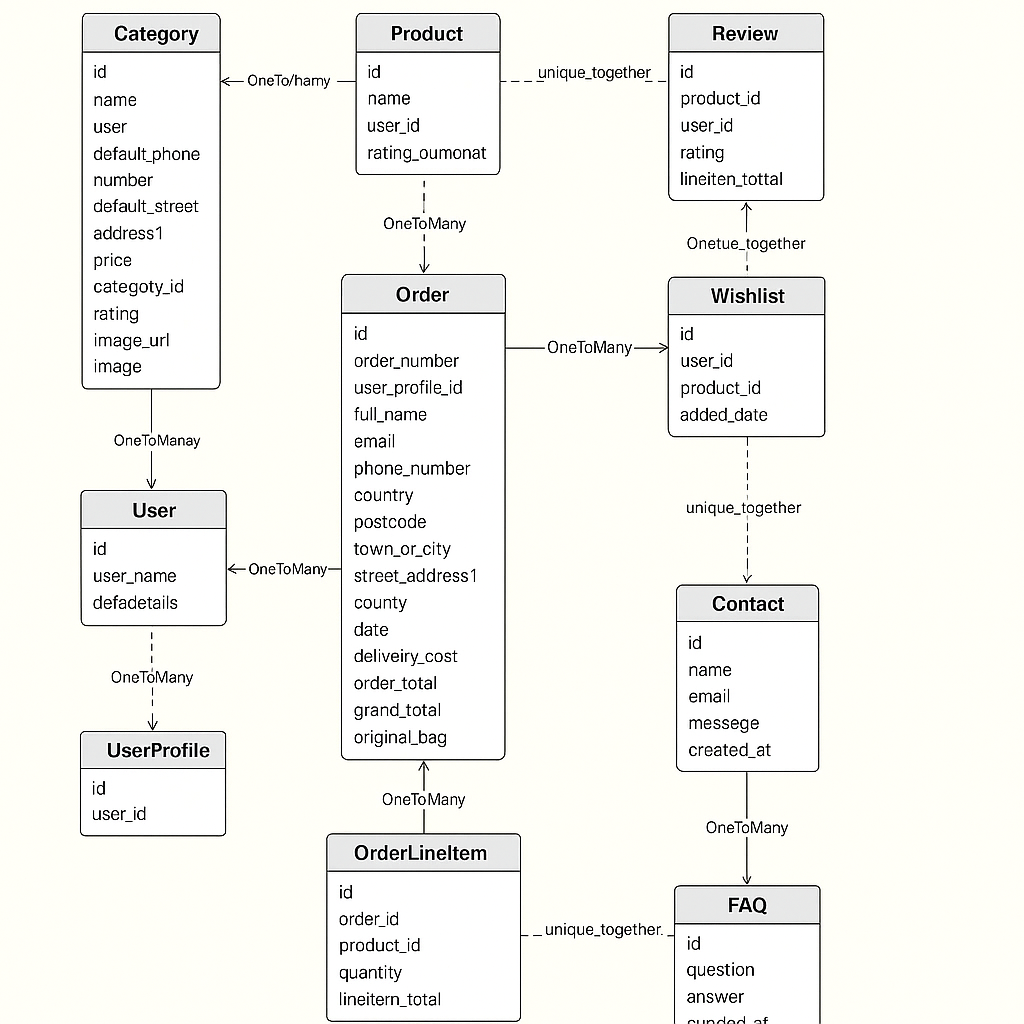 Category
id
name
user
default_phone
number
default_street
address1
price
categoty_id
rating
image_url
image
OneTo/hamy
Product
id
name
user_id
rating_oumonat
unique_together
Review
id
product_id
user_id
rating
lineiten_tottal
OneToMany
Onetue_together
Order
id
order_number
user_profile_id
full_name
email
phone_number
country
postcode
town_or_city
street_address1
county
date
deliveiry_cost
order_total
grand_total
original_bag
OneToMany
Wishlist
id
user_id
product_id
added_date
OneToManay
unique_together
User
id
user_name
defadetails
OneToMany
Contact
id
name
email
messege
created_at
OneToMany
UserProfile
id
user_id
OneToMany
OneToMany
OrderLineItem
id
order_id
product_id
quantity
lineitern_total
unique_together.
FAQ
id
question
answer